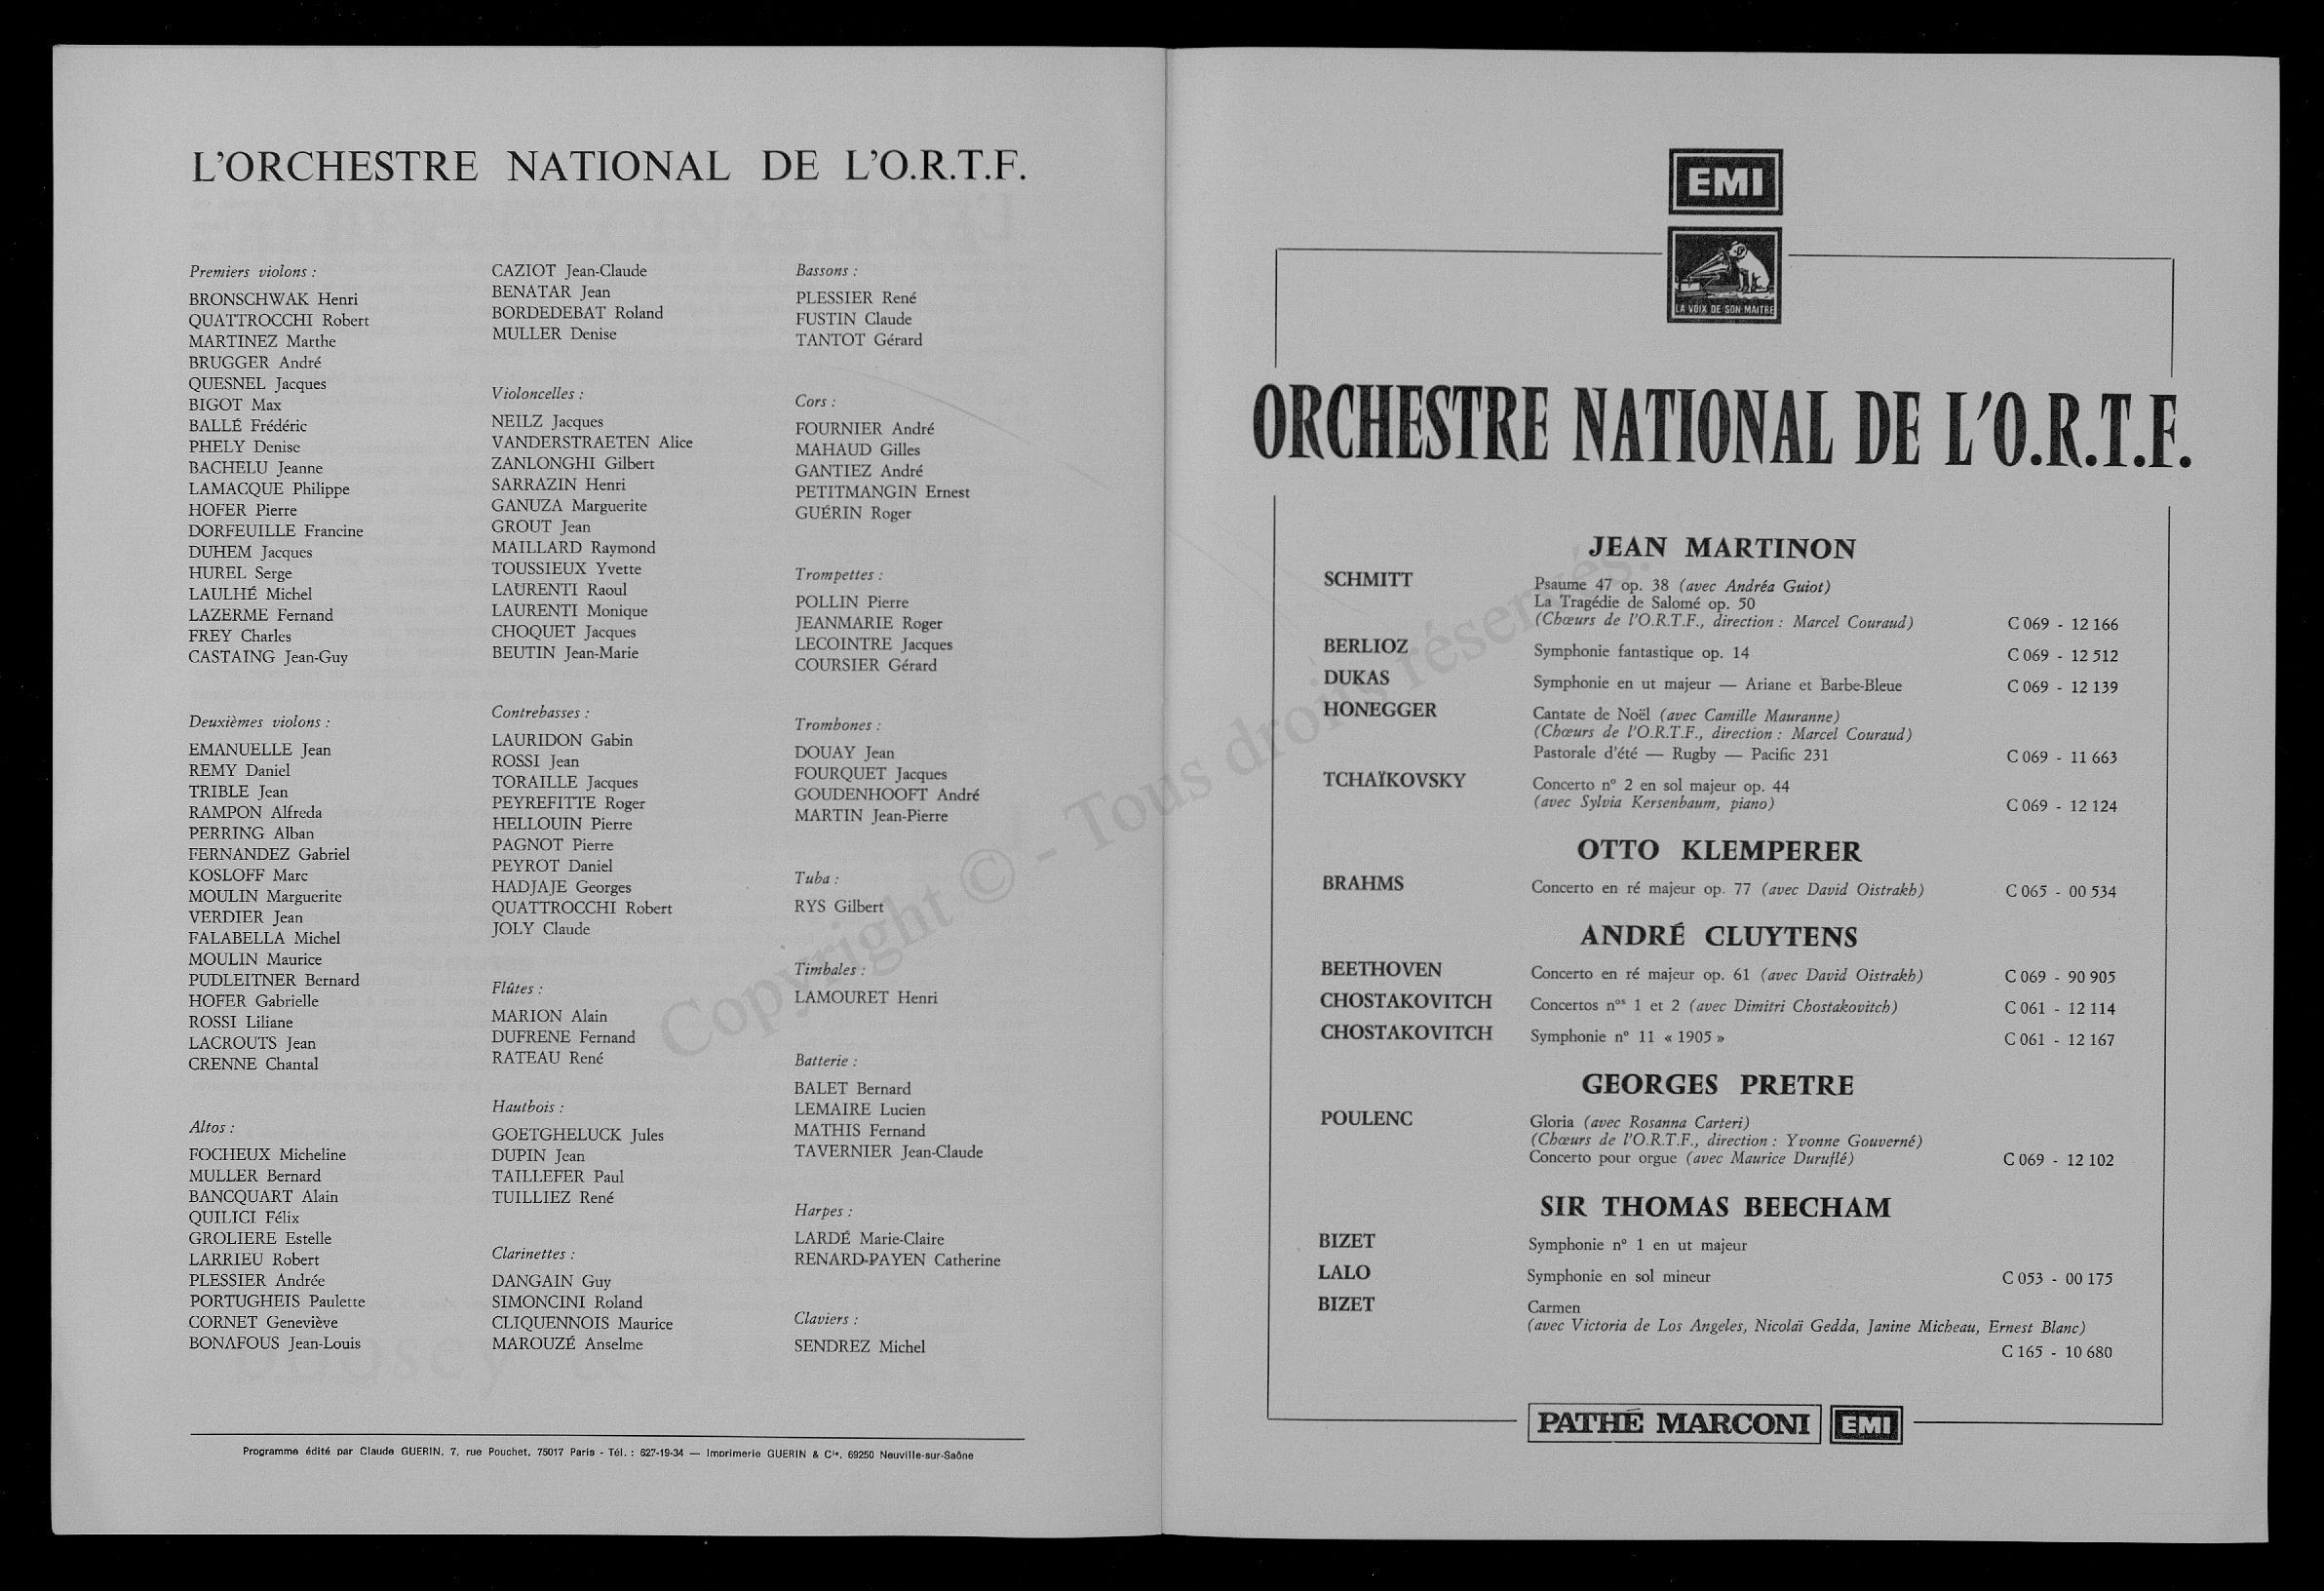 L'ORCHESTRE NATIONAL DE L'O.R.T.F.
Premiers violons :
BRONSCHWAK Henri
QUATTROCCHI Robert
MARTINEZ Marthe
BRUGGER André
QUESNEL Jacques
BIGOT Max
BALLÉ Frédéric
PHELY Denise
BACHELU Jeanne
LAMACQUE Philippe
HOFER Pierre
DORFEUILLE Francine
DUHEM Jacques
HUREL Serge
LAULHÉ Michel
LAZERME Fernand
FREY Charles
CASTAING Jean-Guy
Deuxièmes violons :
EMANUELLE Jean
REMY Daniel
TRIBLE Jean
RAMPON Alfreda
PERRING Alban
FERNANDEZ Gabriel
KOSLOFF Marc
MOULIN Marguerite
VERDIER Jean
FALABELLA Michel
MOULIN Maurice
PUDLEITNER Bernard
HOFER Gabrielle
ROSSI Liliane
LACROUTS Jean
CRENNE Chantal
Altos :
FOCHEUX Micheline
MULLER Bernard
BANCQUART Alain
QUILICI Félix
GROLIERE Estelle
LARRIEU Robert
PLESSIER Andrée
PORTUGHEIS Paulette
CORNET Geneviève
BONAFOUS Jean-Louis
CAZIOT Jean-Claude
BENATAR Jean
BORDEDEBAT Roland
MULLER Denise
Violoncelles :
NEILZ Jacques
VANDERSTRAETEN Alice
ZANLONGHI Gilbert
SARRAZIN Henri
GANUZA Marguerite
GROUT Jean
MAILLARD Raymond
TOUSSIEUX Yvette
LAURENTI Raoul
LAURENTI Monique
CHOQUET Jacques
BEUTIN Jean-Marie
Contrebasses :
LAURIDON Gabin
ROSSI Jean
TORAILLE Jacques
PEYREFITTE Roger
HELLOUIN Pierre
PAGNOT Pierre
PEYROT Daniel
HADJAJE Georges
QUATTROCCHI Robert
JOLY Claude
Flûtes :
MARION Alain
DUFRENE Fernand
RATEAU René
Hautbois :
GOETGHELUCK Jules
DUPIN Jean
TAILLEFER Paul
TUILLIEZ René
Clarinettes :
DANGAIN Guy
SIMONCINI Roland
CLIQUENNOIS Maurice
MAROUZÉ Anselme
Bassons :
PLESSIER René
FUSTIN Claude
TANTOT Gérard
Cors :
FOURNIER André
MAHAUD Gilles
GANTIEZ André
PETITMANGIN Ernest
GUÉRIN Roger
Trompettes :
POLLIN Pierre
JEANMARIE Roger
LECOINTRE Jacques
COURSIER Gérard
Trombones :
DOUAY Jean
FOURQUET Jacques
GOUDENHOOFT André
MARTIN Jean-Pierre
Tuba :
RYS Gilbert
Timbales :
LAMOURET Henri
Batterie :
BALET Bernard
LEMAIRE Lucien
MATHIS Fernand
TAVERNIER Jean-Claude
Harpes :
LARDÉ Marie-Claire
RENARD-PAYEN Catherine
Claviers :
SENDREZ Michel
Programme édité par Claude GUERIN, 7, rue Pouchet, 75017 Paris - Tél. : 627-19-34 — Imprimerie GUERIN & Cie, 69250 Neuville-sur-Saône
Copyright © - Tous droits réservés.
EMI
LA VOIX DE SON MAITRE
ORCHESTRE NATIONAL DE L'O.R.T.F.
JEAN MARTINON
SCHMITT Psaume 47 op. 38 (avec Andréa Guiot)
La Tragédie de Salomé op. 50
(Chœurs de l'O.R.T.F., direction : Marcel Couraud) C 069 - 12 166
BERLIOZ Symphonie fantastique op. 14 C 069 - 12 512
DUKAS Symphonie en ut majeur — Ariane et Barbe-Bleue C 069 - 12 139
HONEGGER Cantate de Noël (avec Camille Mauranne)
(Chœurs de l'O.R.T.F., direction : Marcel Couraud)
Pastorale d'été — Rugby — Pacific 231 C 069 - 11 663
TCHAÏKOVSKY Concerto n° 2 en sol majeur op. 44
(avec Sylvia Kersenbaum, piano) C 069 - 12 124
OTTO KLEMPERER
BRAHMS Concerto en ré majeur op. 77 (avec David Oistrakh) C 065 - 00 534
ANDRÉ CLUYTENS
BEETHOVEN Concerto en ré majeur op. 61 (avec David Oistrakh) C 069 - 90 905
CHOSTAKOVITCH Concertos nos 1 et 2 (avec Dimitri Chostakovitch) C 061 - 12 114
CHOSTAKOVITCH Symphonie n° 11 « 1905 » C 061 - 12 167
GEORGES PRETRE
POULENC Gloria (avec Rosanna Carteri)
(Chœurs de l'O.R.T.F., direction : Yvonne Gouverné)
Concerto pour orgue (avec Maurice Duruflé) C 069 - 12 102
SIR THOMAS BEECHAM
BIZET Symphonie n° 1 en ut majeur
LALO Symphonie en sol mineur C 053 - 00 175
BIZET Carmen
(avec Victoria de Los Angeles, Nicolaï Gedda, Janine Micheau, Ernest Blanc)
C 165 - 10 680
PATHÉ MARCONI EMI